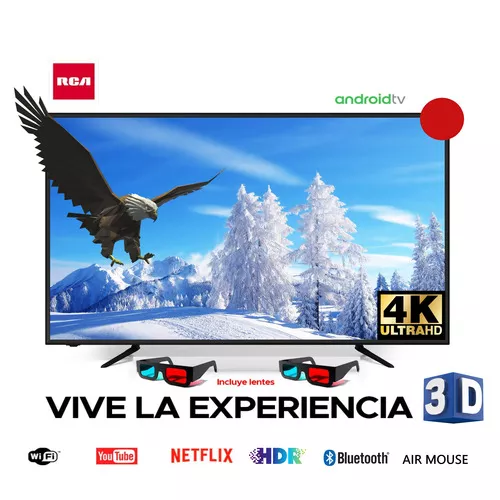 RCA
androidtv
4K
ULTRAHD
Incluye lentes
VIVE LA EXPERIENCIA 3D
WiFi
YouTube
NETFLIX
HDR
Bluetooth®
AIR MOUSE